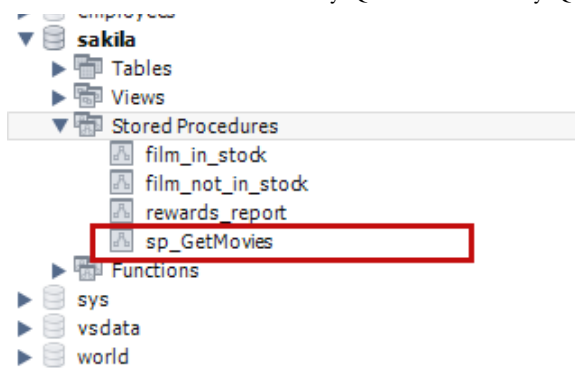 sakila
Tables
Views
Stored Procedures
film_in_stock
film_not_in_stock
rewards_report
sp_GetMovies
Functions
sys
vsdata
world